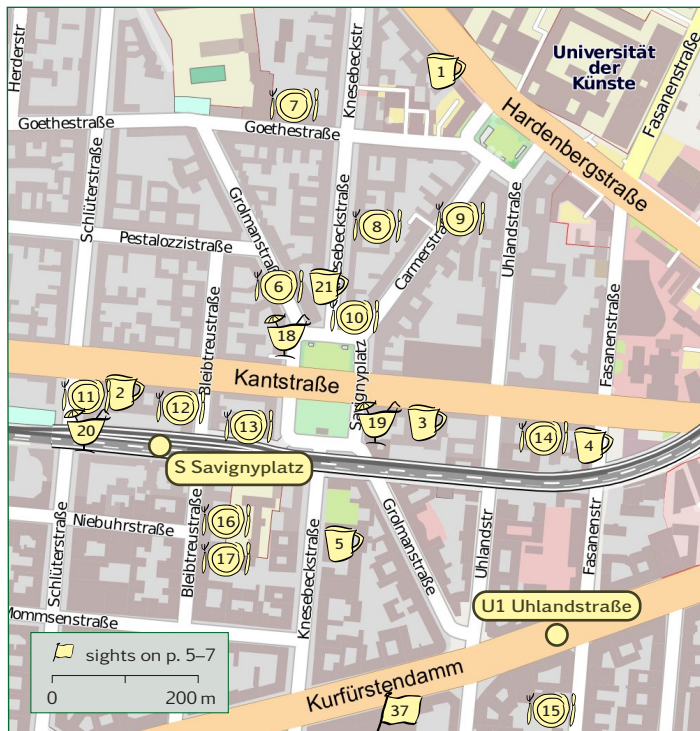 Herderstr
Knesebeckstr
1
Universität
der
Künste
Fasanenstraße
7
Goethestraße
Goethestraße
Hardenbergstraße
Schlüterstraße
Grolmanstraße
8
9
Knesebeckstraße
Carmerstraße
Uhlandstraße
Pestalozzistraße
6
21
10
18
Bleibtreustraße
Fasanenstraße
Kantstraße
Savignyplatz
11
2
12
13
19
3
14
4
20
S Savignyplatz
Schlüterstraße
Niebuhrstraße
Bleibtreustraße
16
17
5
Knesebeckstraße
Grolmanstraße
Uhlandstr
Fasanenstr
U1 Uhlandstraße
Mommsenstraße
sights on p. 5–7
0
200 m
Kurfürstendamm
37
15